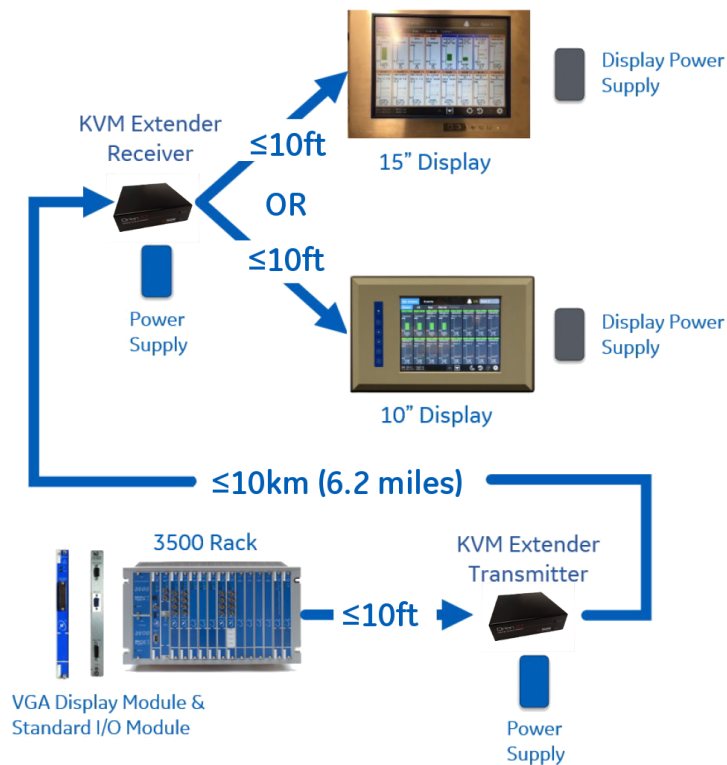 Display Power
Supply
KVM Extender
Receiver
≤10ft
15” Display
OR
≤10ft
Power
Supply
Display Power
Supply
10” Display
≤10km (6.2 miles)
3500 Rack
KVM Extender
Transmitter
≤10ft
VGA Display Module &
Standard I/O Module
Power
Supply